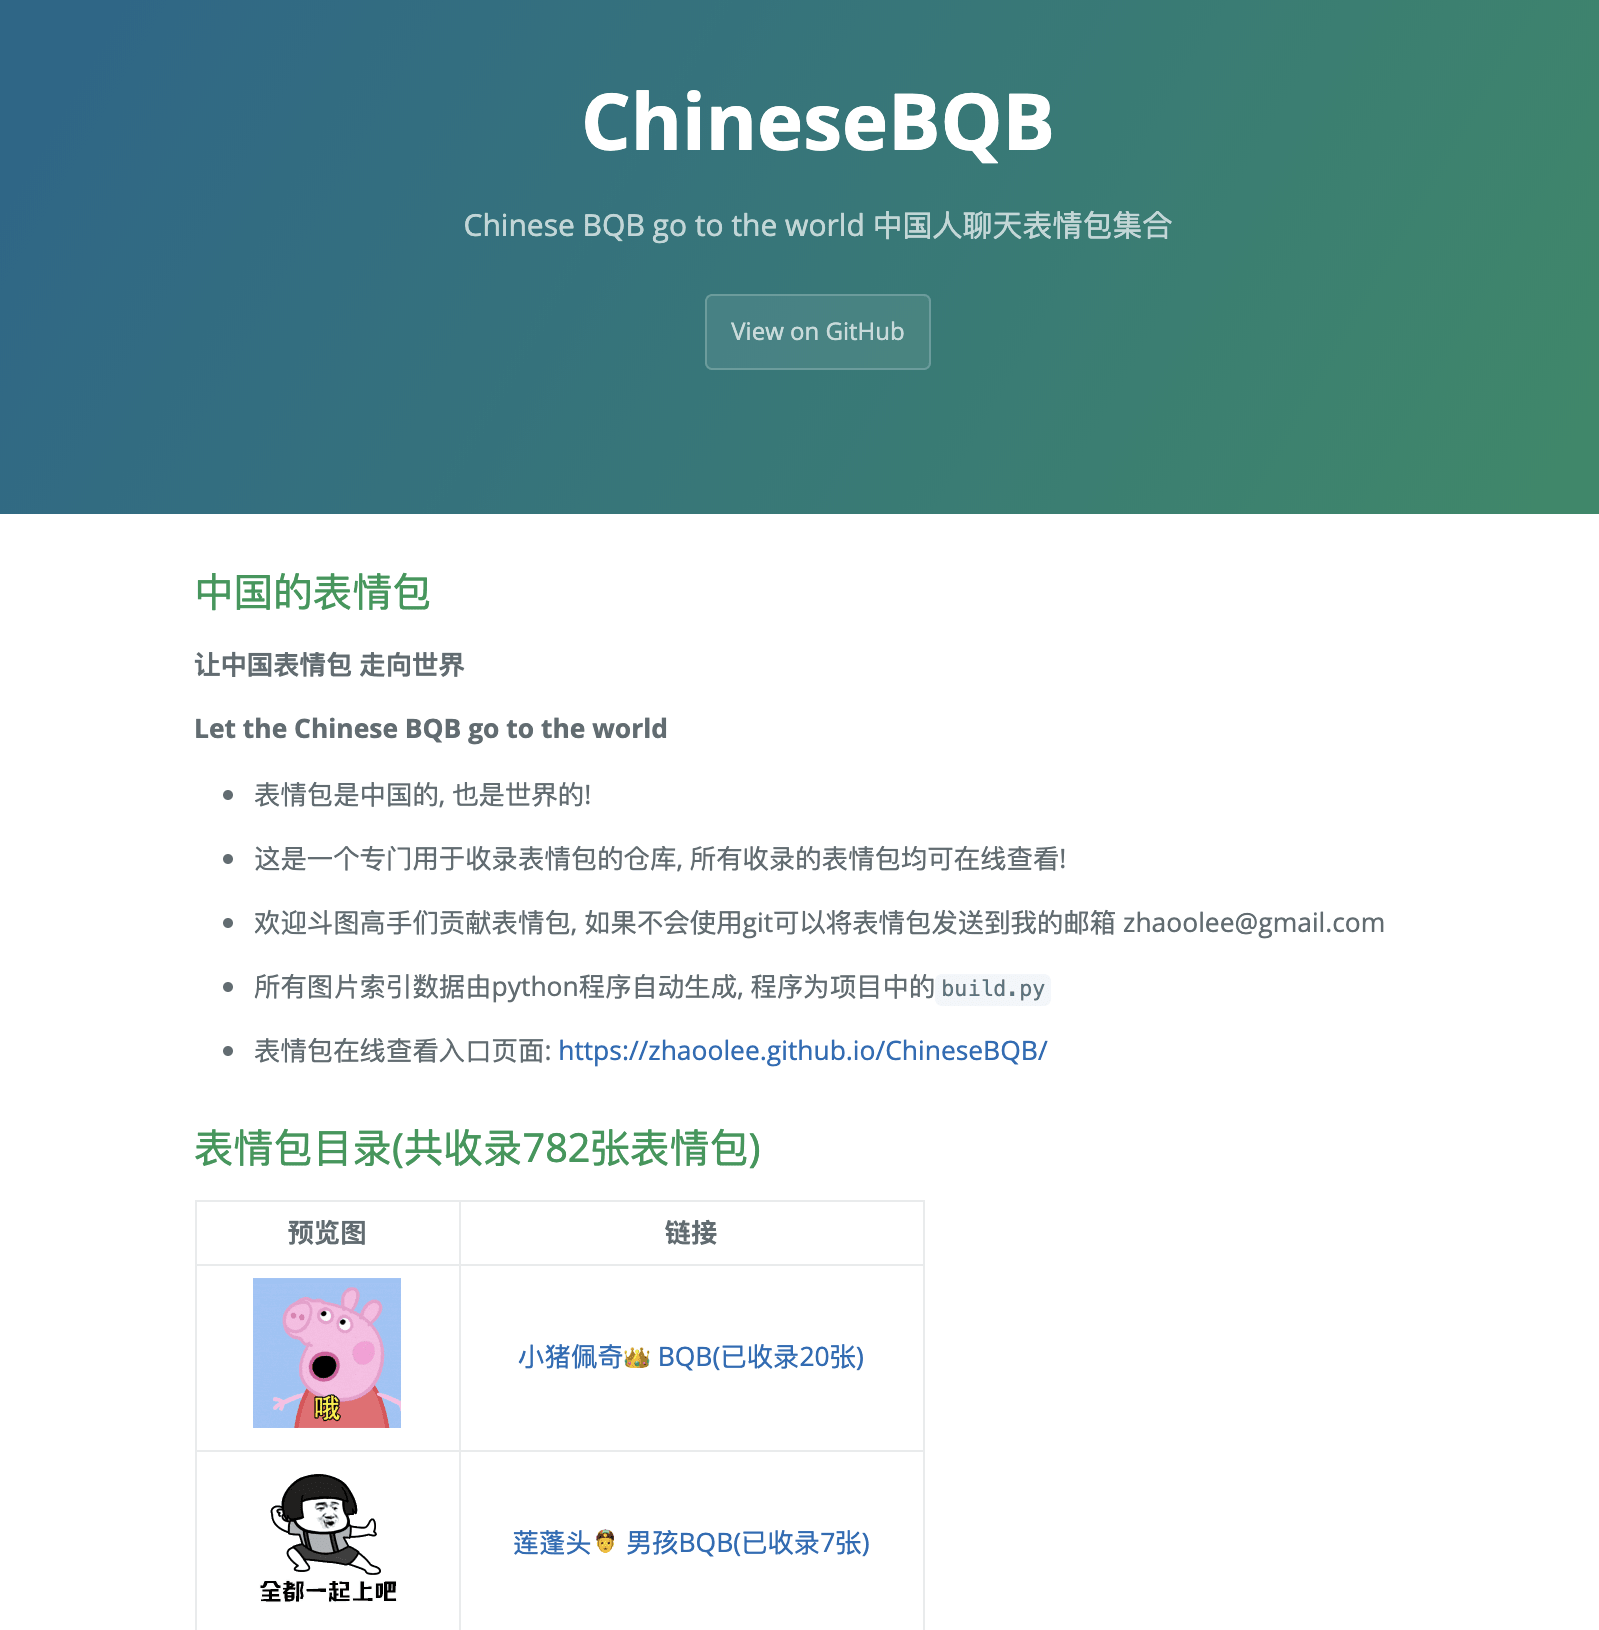 ChineseBQB
Chinese BQB go to the world 中国人聊天表情包集合
View on GitHub
中国的表情包
让中国表情包 走向世界
Let the Chinese BQB go to the world
表情包是中国的, 也是世界的!
这是一个专门用于收录表情包的仓库, 所有收录的表情包均可在线查看!
欢迎斗图高手们贡献表情包, 如果不会使用git可以将表情包发送到我的邮箱 zhaoolee@gmail.com
所有图片索引数据由python程序自动生成, 程序为项目中的build.py
表情包在线查看入口页面: https://zhaoolee.github.io/ChineseBQB/
表情包目录(共收录782张表情包)
预览图 链接
哦
小猪佩奇👑 BQB(已收录20张)
莲蓬头👲 男孩BQB(已收录7张)
全都一起上吧